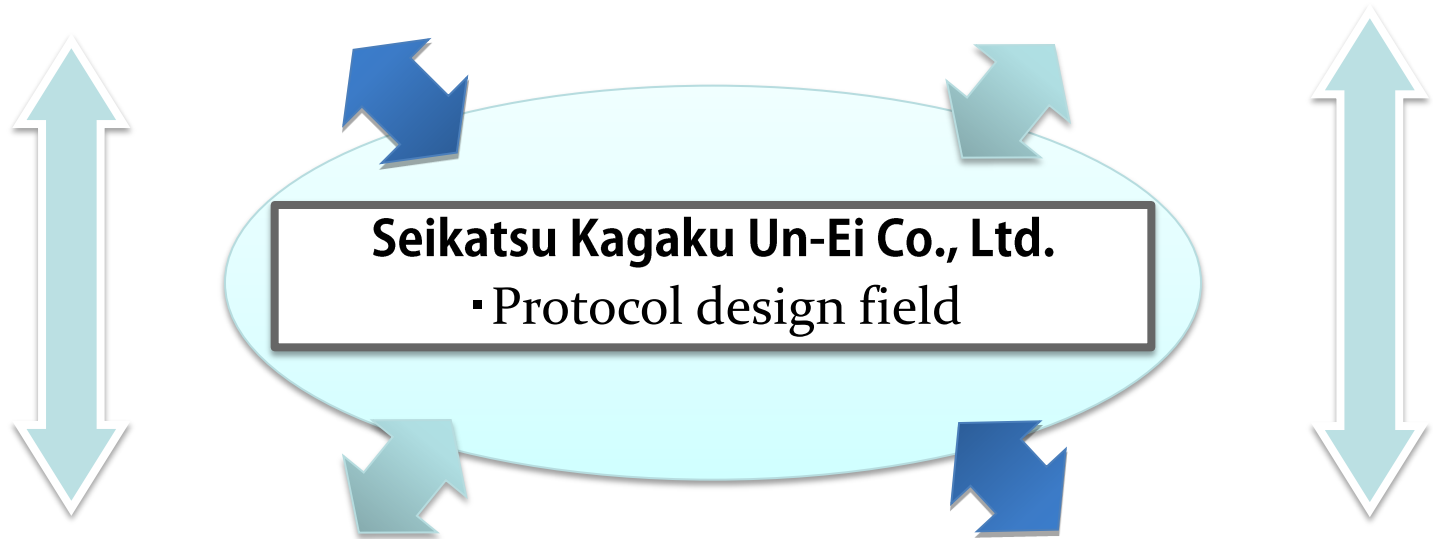 Seikatsu Kagaku Un-Ei Co., Ltd.
▪Protocol design field